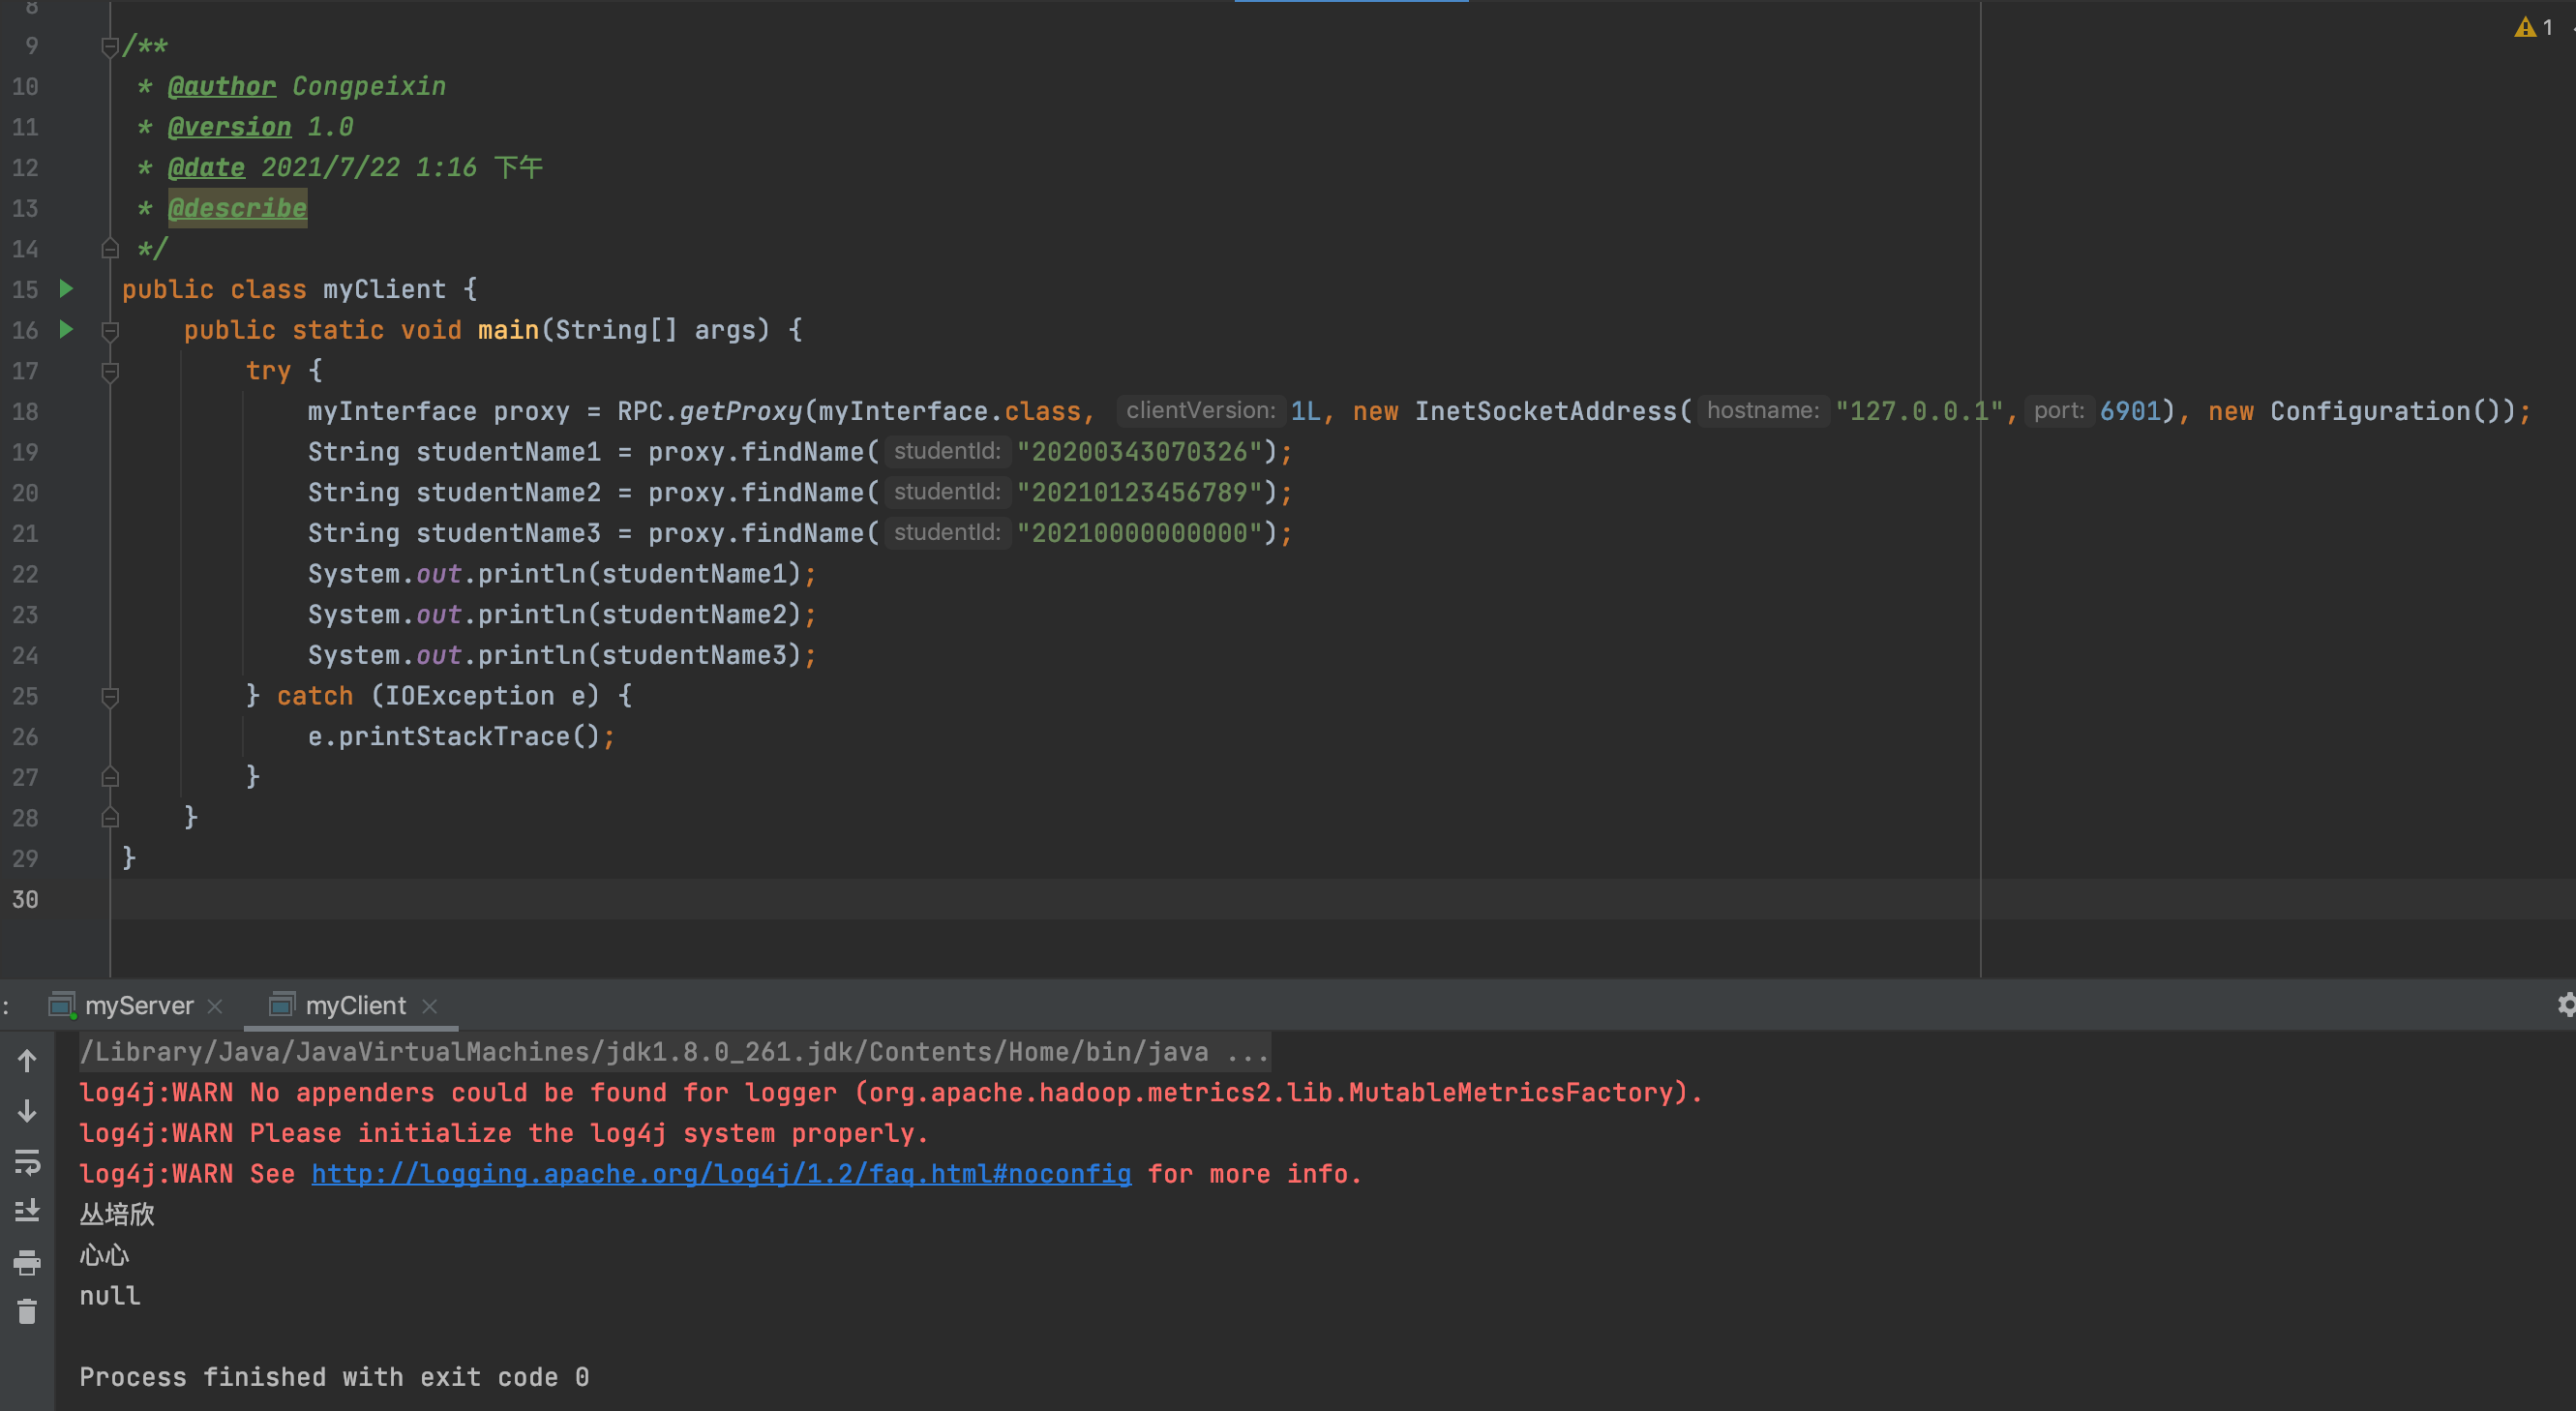 8
9 /**
10 * @author Congpeixin
11 * @version 1.0
12 * @date 2021/7/22 1:16 下午
13 * @describe
14 */
15 public class myClient {
16 public static void main(String[] args) {
17 try {
18 myInterface proxy = RPC.getProxy(myInterface.class, clientVersion: 1L, new InetSocketAddress( hostname: "127.0.0.1", port: 6901), new Configuration());
19 String studentName1 = proxy.findName( studentId: "20200343070326");
20 String studentName2 = proxy.findName( studentId: "20210123456789");
21 String studentName3 = proxy.findName( studentId: "20210000000000");
22 System.out.println(studentName1);
23 System.out.println(studentName2);
24 System.out.println(studentName3);
25 } catch (IOException e) {
26 e.printStackTrace();
27 }
28 }
29 }
30
1
: myServer myClient
/Library/Java/JavaVirtualMachines/jdk1.8.0_261.jdk/Contents/Home/bin/java ...
log4j:WARN No appenders could be found for logger (org.apache.hadoop.metrics2.lib.MutableMetricsFactory).
log4j:WARN Please initialize the log4j system properly.
log4j:WARN See http://logging.apache.org/log4j/1.2/faq.html#noconfig for more info.
丛培欣
心心
null
Process finished with exit code 0